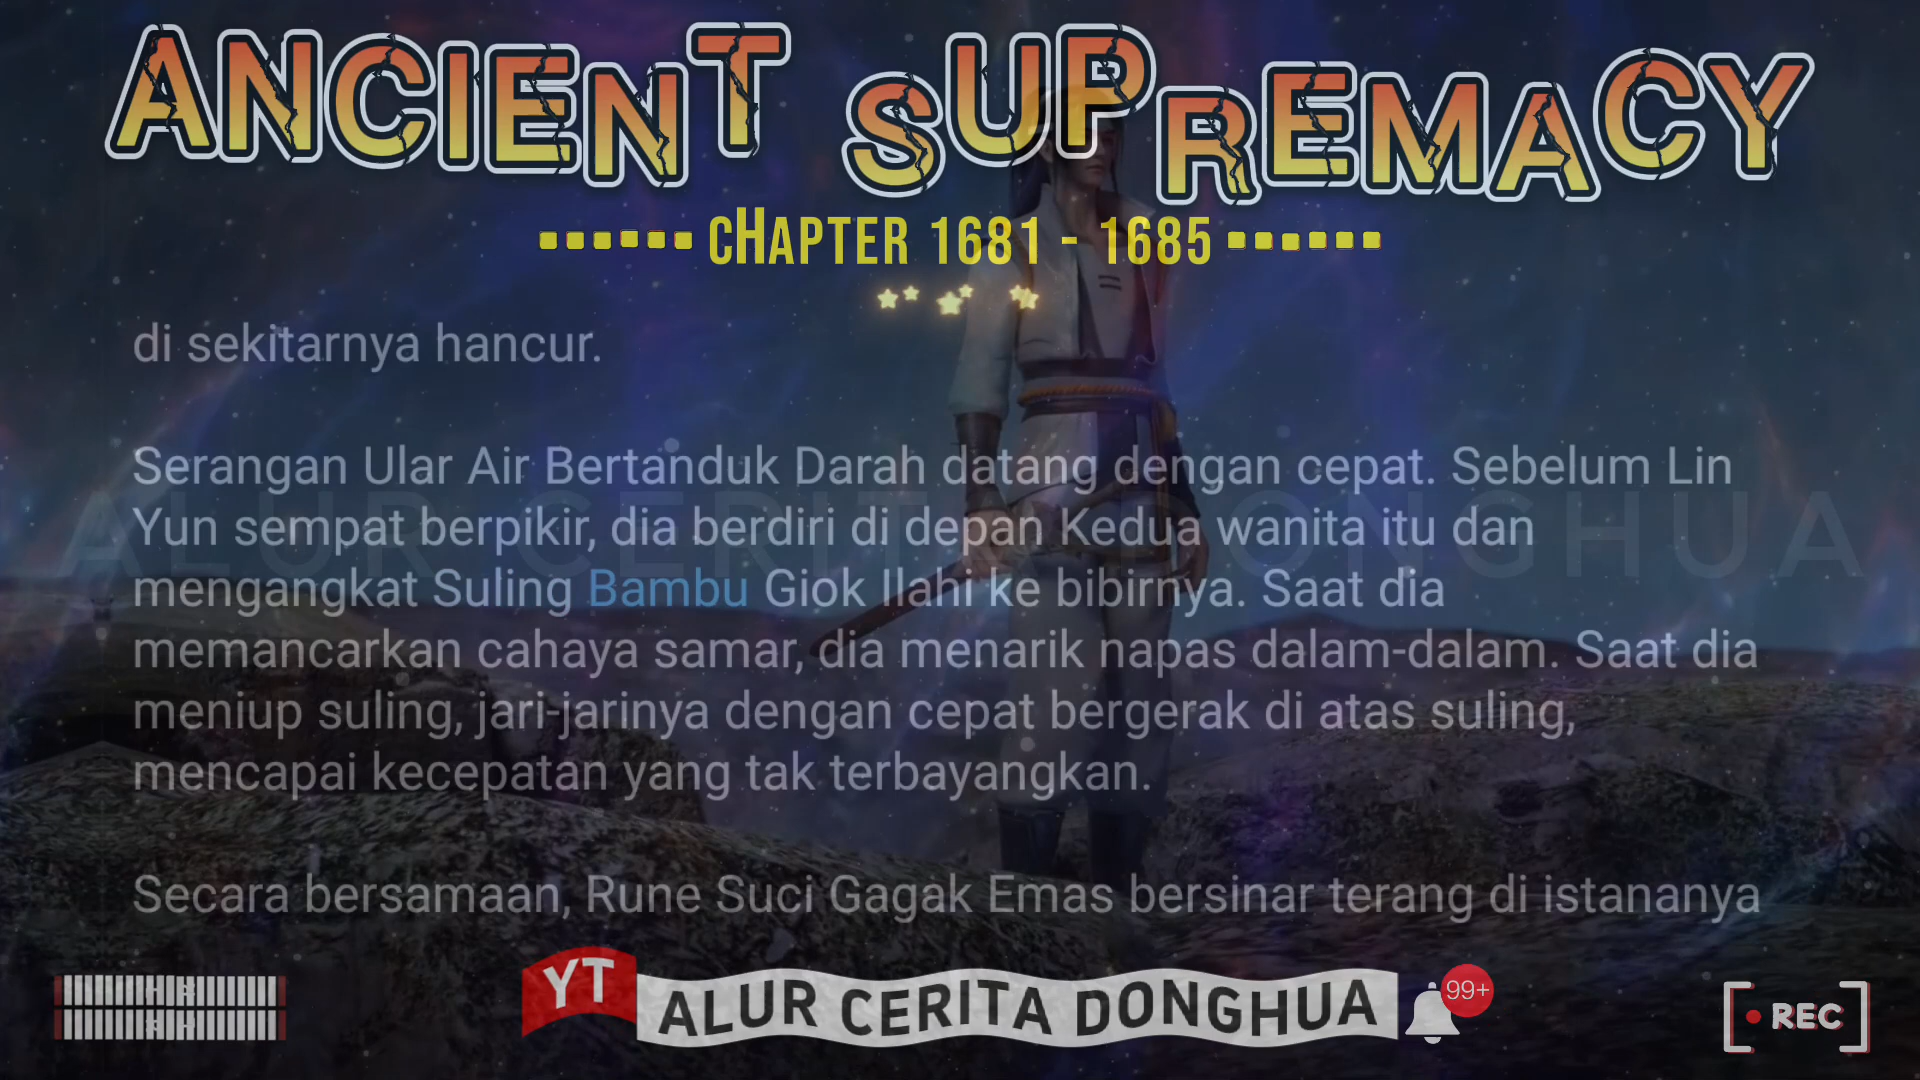 ANCIENT SUPREMACY
CHAPTER 1681 - 1685
di sekitarnya hancur.
Serangan Ular Air Bertanduk Darah datang dengan cepat. Sebelum Lin
Yun sempat berpikir, dia berdiri di depan Kedua wanita itu dan
mengangkat Suling Bambu Giok Ilahi ke bibirnya. Saat dia
memancarkan cahaya samar, dia menarik napas dalam-dalam. Saat dia
meniup suling, jari-jarinya dengan cepat bergerak di atas suling,
mencapai kecepatan yang tak terbayangkan.
Secara bersamaan, Rune Suci Gagak Emas bersinar terang di istananya
ALUR CERITA DONGHUA
YT ALUR CERITA DONGHUA 99+
REC